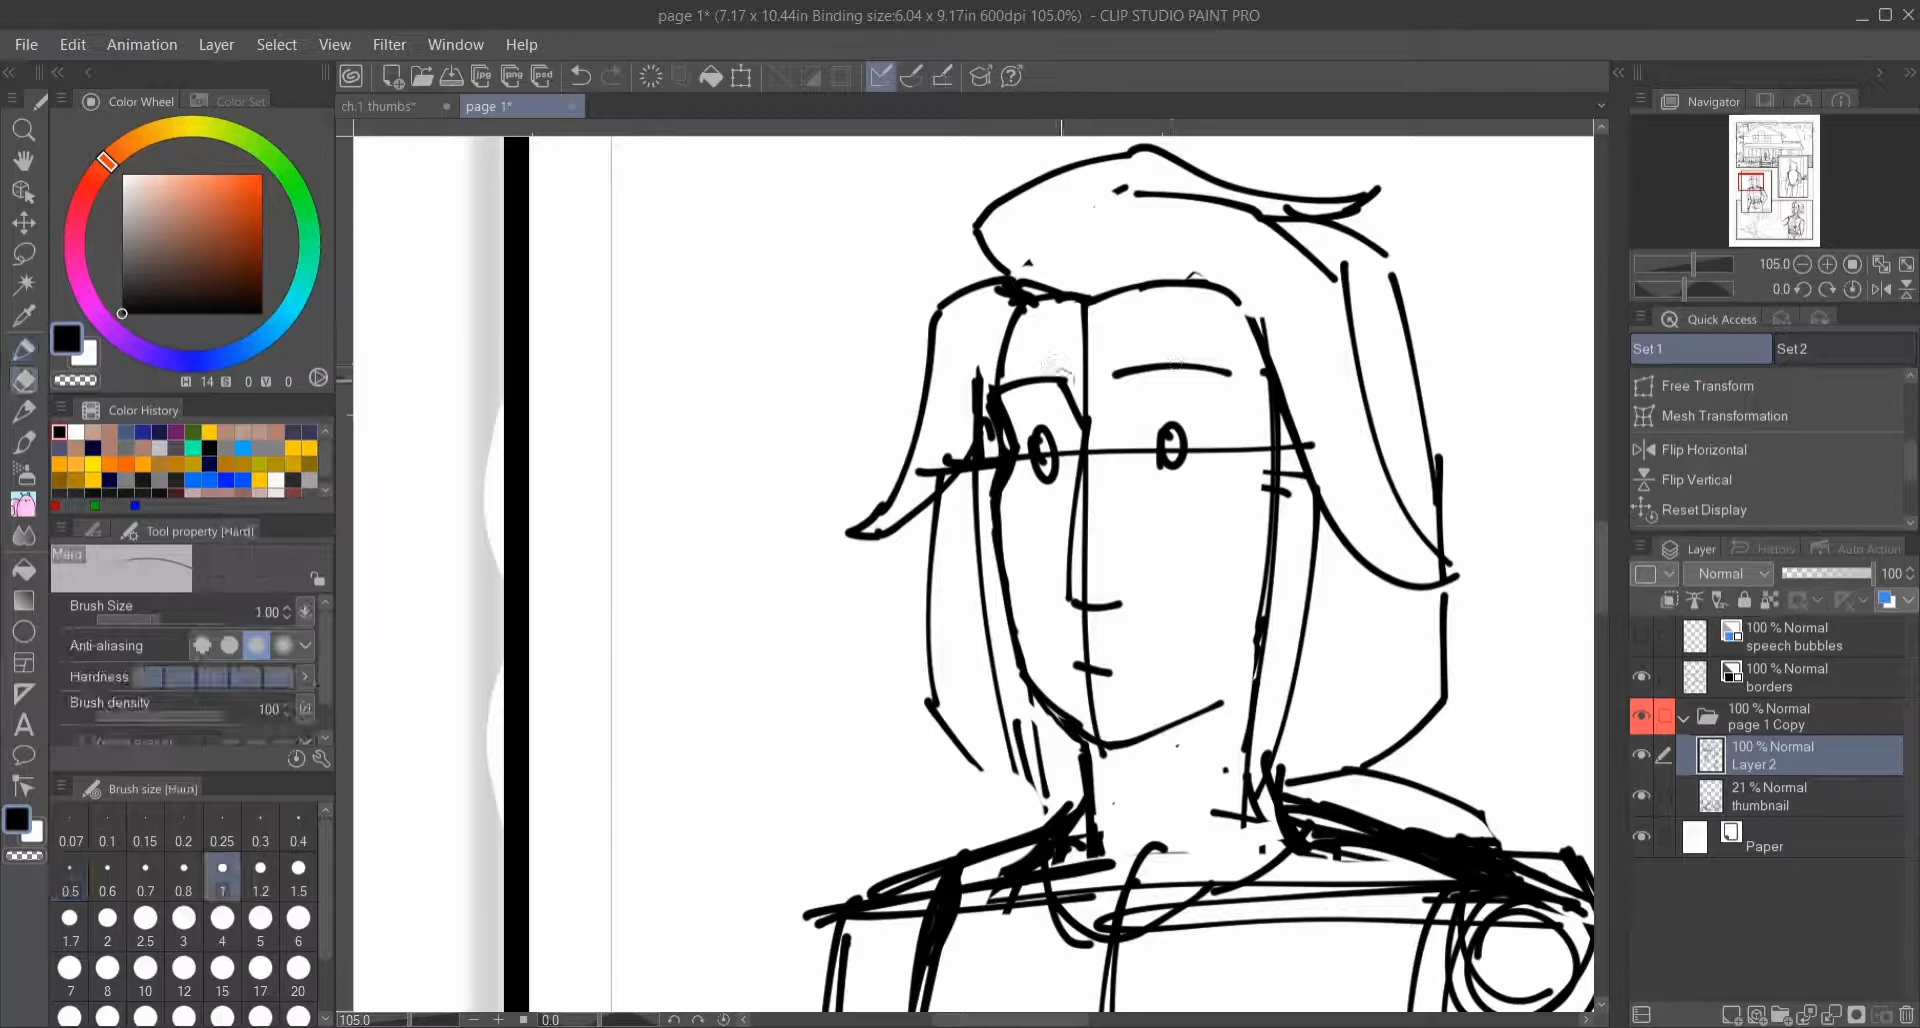 page 1* (7.17 x 10.44in Binding size:6.04 x 9.17in 600dpi 105.0%) - CLIP STUDIO PAINT PRO
File Edit Animation Layer Select View Filter Window Help
jpg png psd
Color Wheel Color Set
ch.1 thumbs* page 1*
Navigator
H 14 S 0 V 0
105.0
0.0
Quick Access
Set 1 Set 2
Free Transform
Mesh Transformation
Flip Horizontal
Flip Vertical
Reset Display
Color History
Tool property [Hard]
Hard
Brush Size 1.00
Anti-aliasing
Hardness
Brush density 100
Brush size [Hard]
0.07 0.1 0.15 0.2 0.25 0.3 0.4
0.5 0.6 0.7 0.8 1 1.2 1.5
1.7 2 2.5 3 4 5 6
7 8 10 12 15 17 20
Layer History Auto Action
Normal 100
100 % Normal
speech bubbles
100 % Normal
borders
100 % Normal
page 1 Copy
100 % Normal
Layer 2
21 % Normal
thumbnail
Paper
105.0 0.0